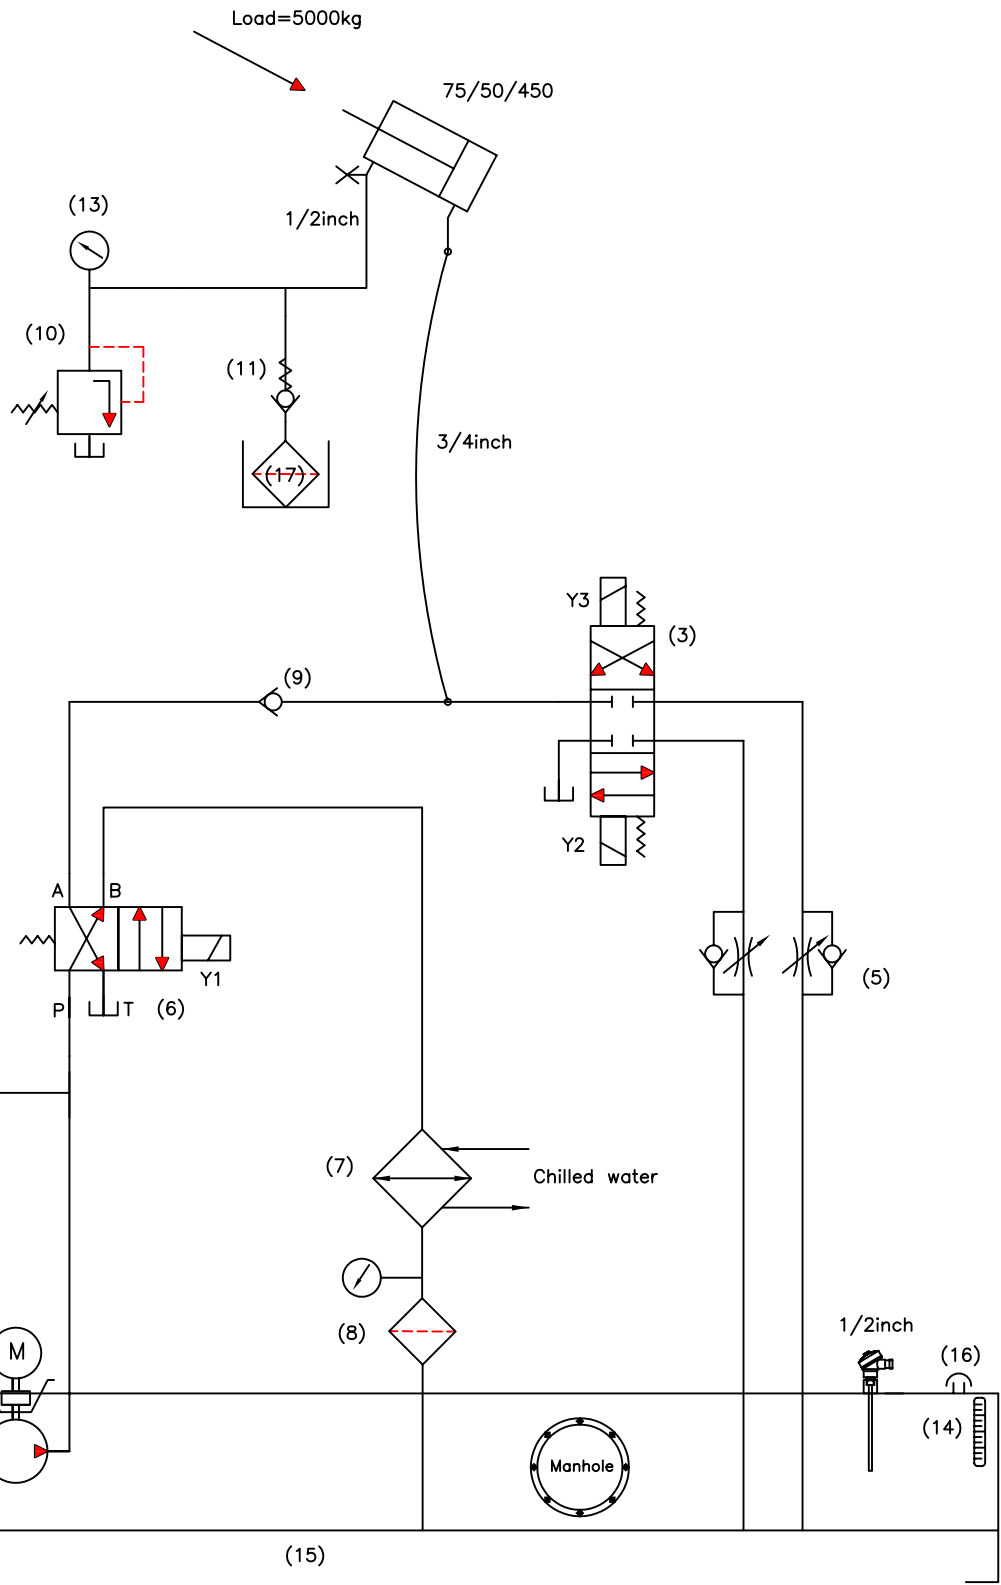 Load=5000kg
75/50/450
(13)
1/2inch
(10)
(11)
3/4inch
(17)
Y3
(3)
(9)
Y2
A B
Y1
P T (6)
(5)
(7)
Chilled water
(8)
1/2inch
M
(16)
(14)
Manhole
(15)